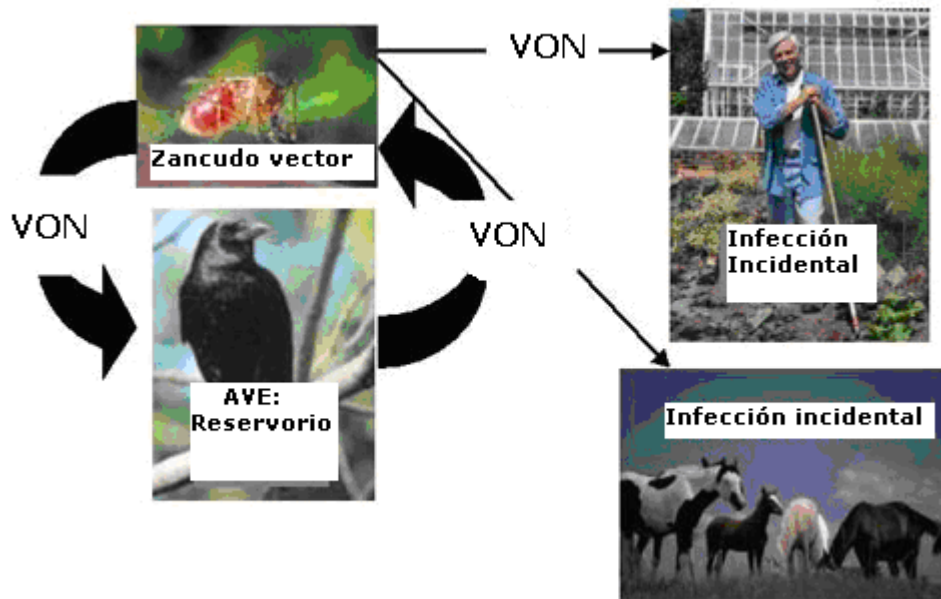 VON
Zancudo vector
VON
VON
Infección
Incidental
AVE:
Reservorio
Infección incidental